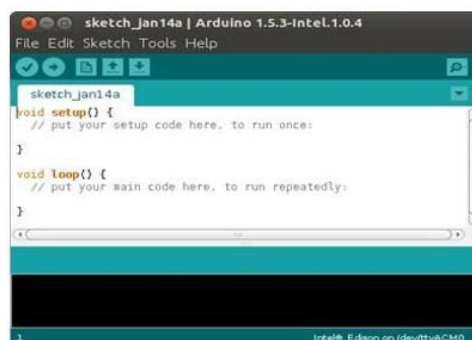 sketch_jan14a | Arduino 1.5.3-Intel.1.0.4
File Edit Sketch Tools Help
sketch_jan14a
void setup() {
// put your setup code here, to run once:
}
void loop() {
// put your main code here, to run repeatedly:
}
1 Intel® Edison on /dev/ttyACM0